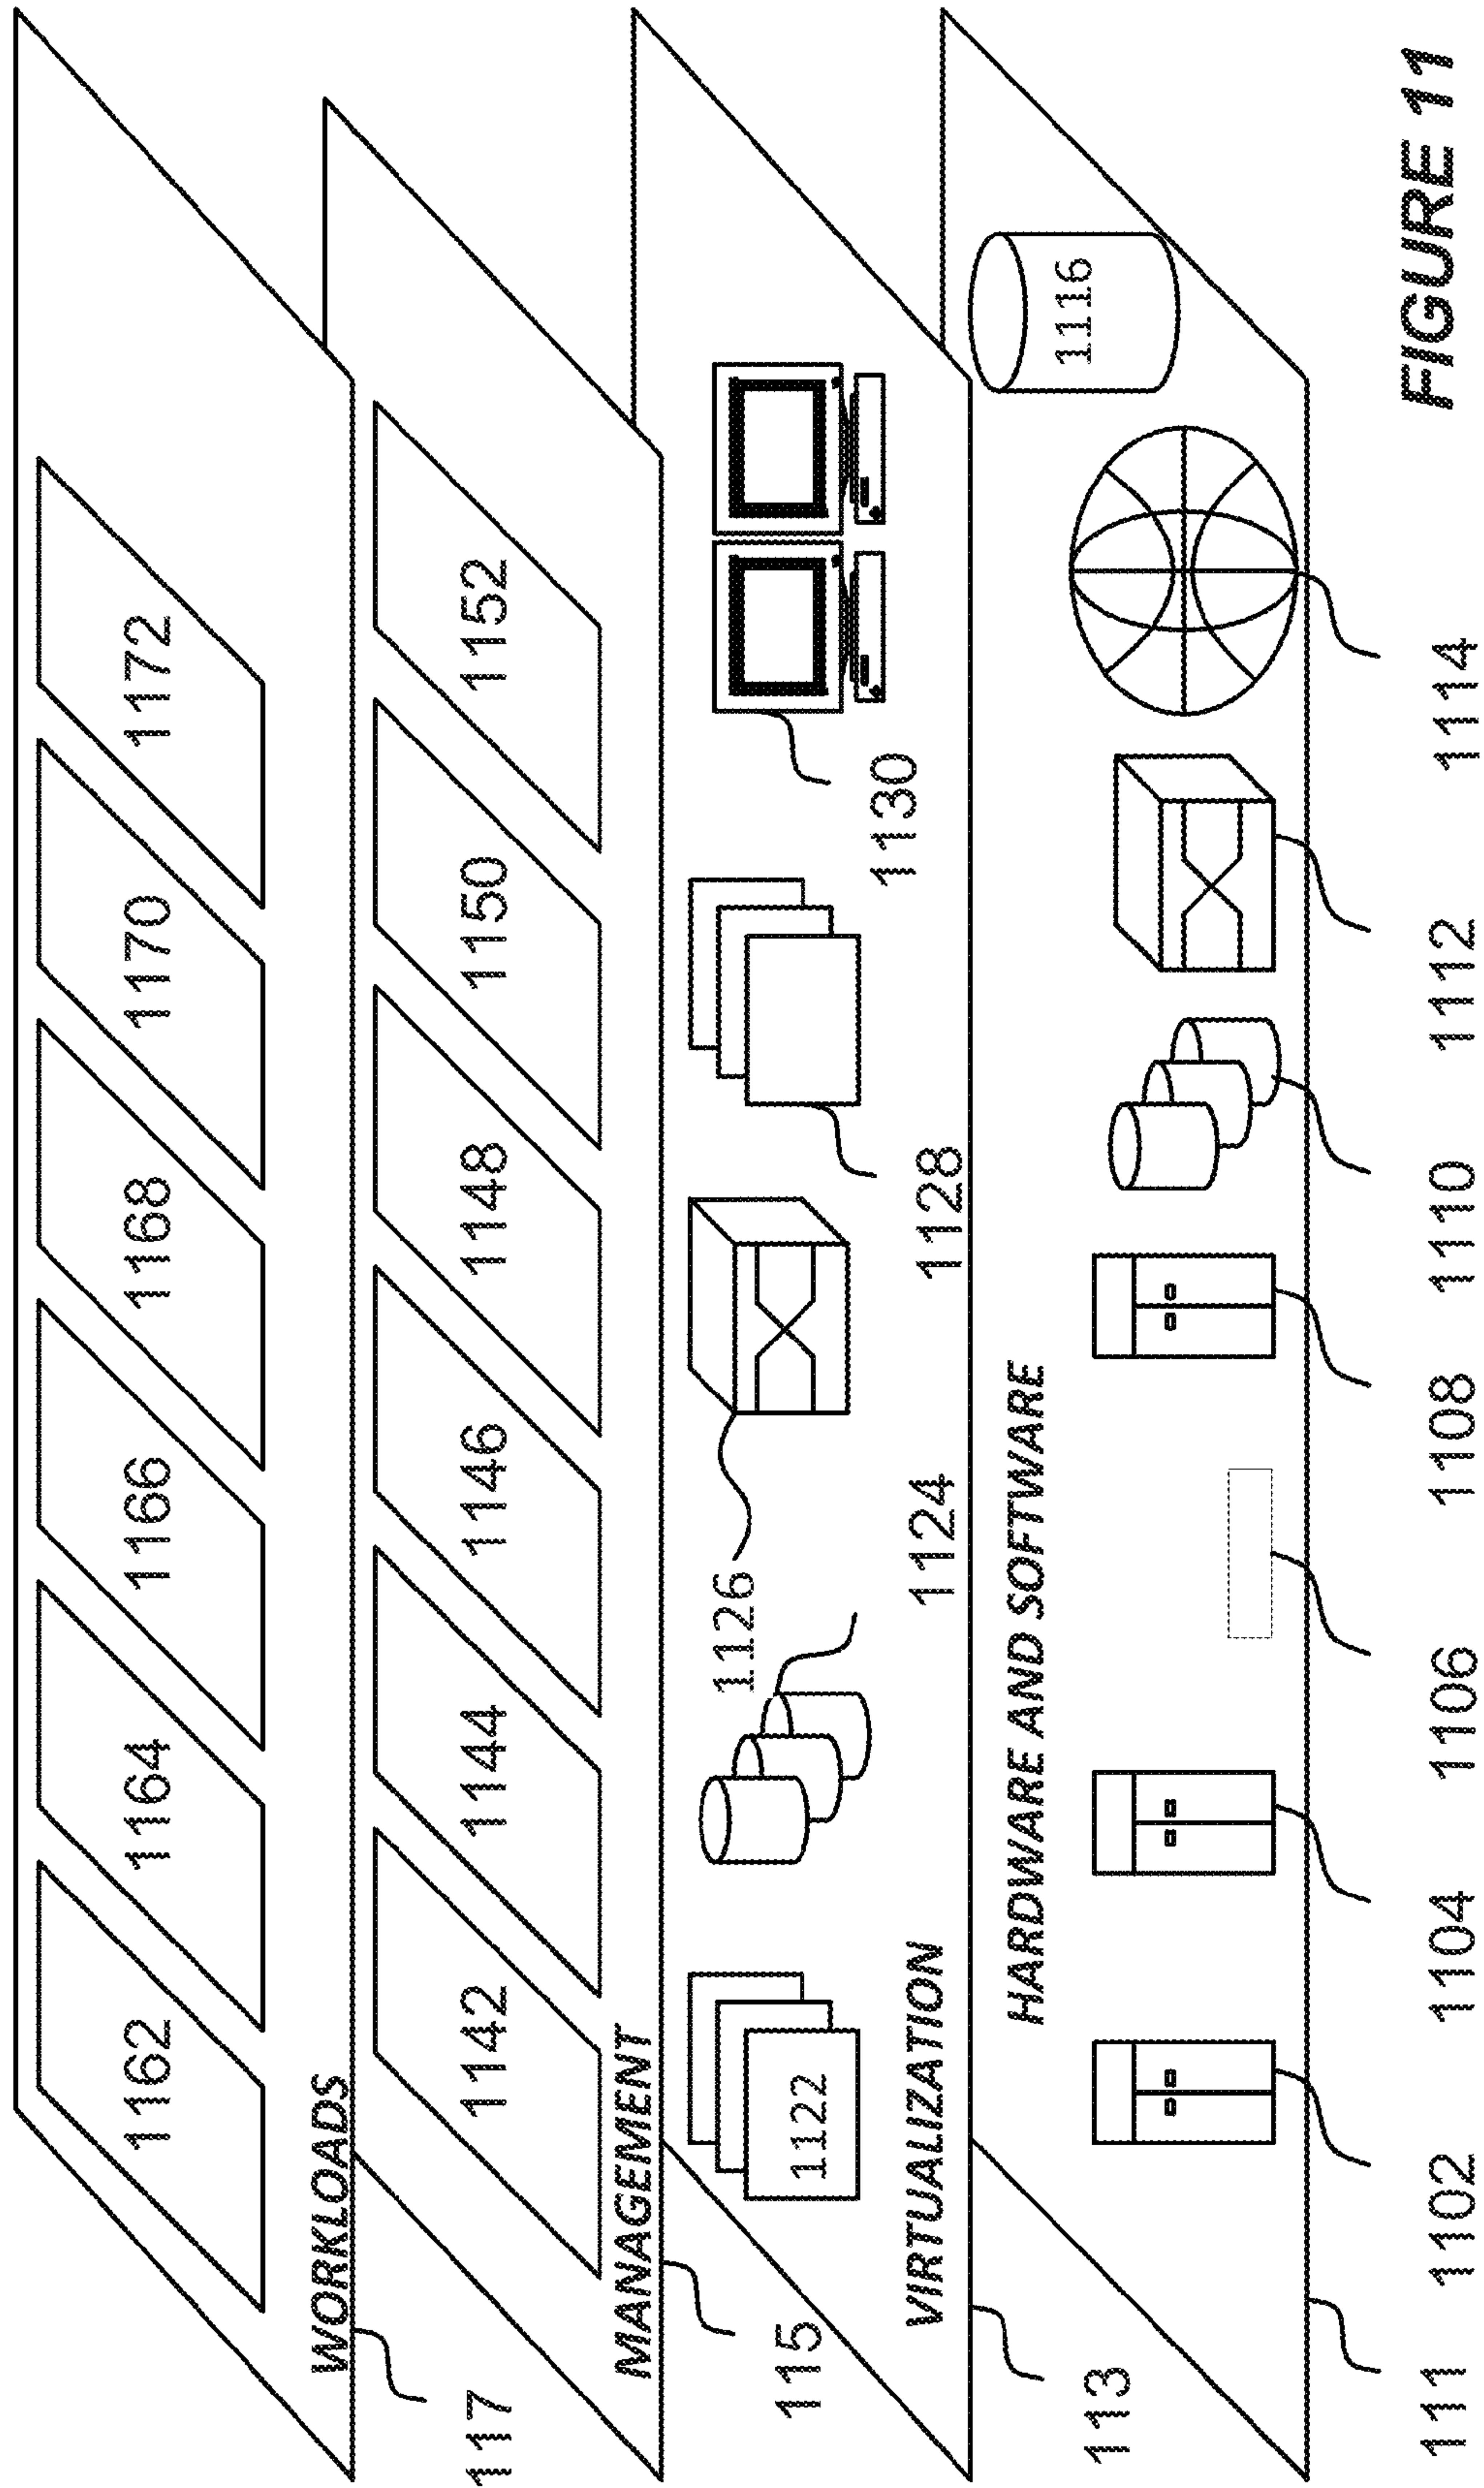 1162 1164 1166 1168 1170 1172
WORKLOADS
117
1142 1144 1146 1148 1150 1152
MANAGEMENT
115
1122
1126
1124
1128
1130
VIRTUALIZATION
113
HARDWARE AND SOFTWARE
1116
111 1102 1104 1106 1108 1110 1112 1114
FIGURE 11